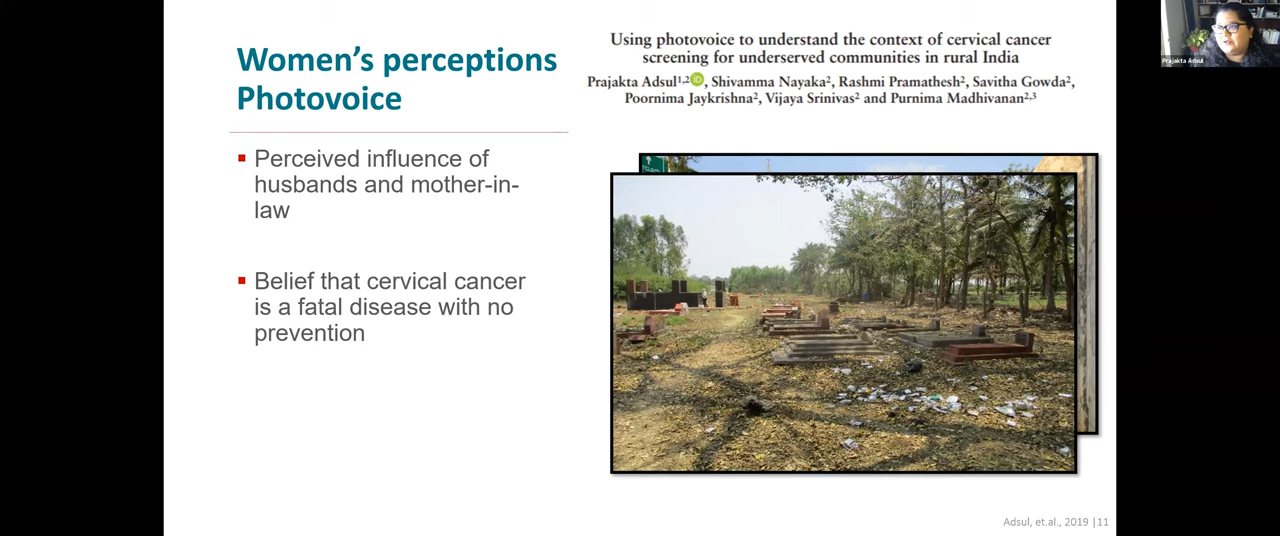 Women's perceptions
Photovoice
▪ Perceived influence of
husbands and mother-in-
law
▪ Belief that cervical cancer
is a fatal disease with no
prevention
Using photovoice to understand the context of cervical cancer
screening for underserved communities in rural India
Prajakta Adsul¹,², Shivamma Nayaka², Rashmi Pramathesh², Savitha Gowda²,
Poornima Jaykrishna², Vijaya Srinivas² and Purnima Madhivanan²,³
Adsul, et.al., 2019 |11
Prajakta Adsul